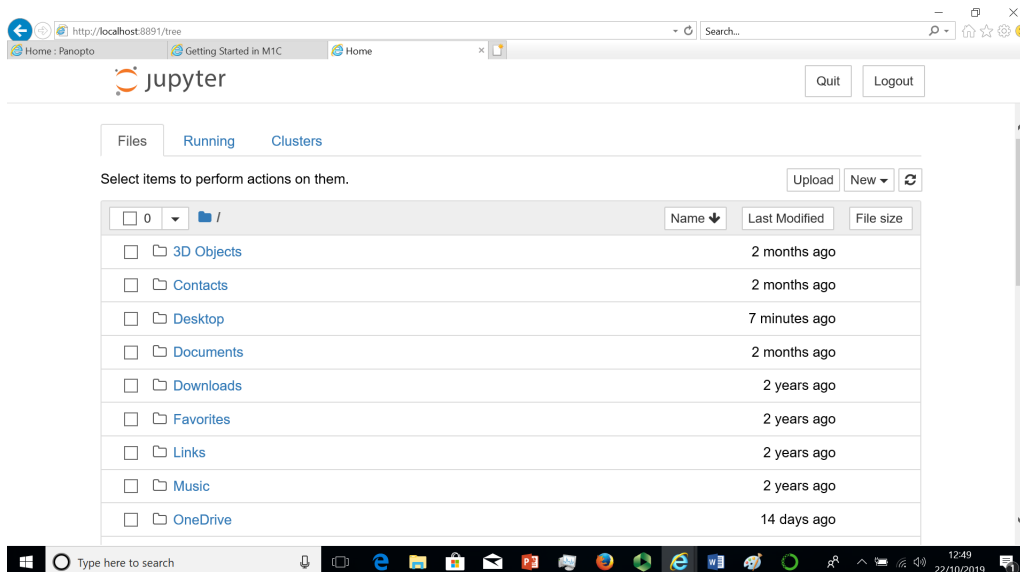 http://localhost:8891/tree
Search...
Home : Panopto
Getting Started in M1C
Home
jupyter
Quit
Logout
Files
Running
Clusters
Select items to perform actions on them.
Upload
New
0
/
Name
Last Modified
File size
3D Objects 2 months ago
Contacts 2 months ago
Desktop 7 minutes ago
Documents 2 months ago
Downloads 2 years ago
Favorites 2 years ago
Links 2 years ago
Music 2 years ago
OneDrive 14 days ago
Type here to search
12:49
22/10/2019
1